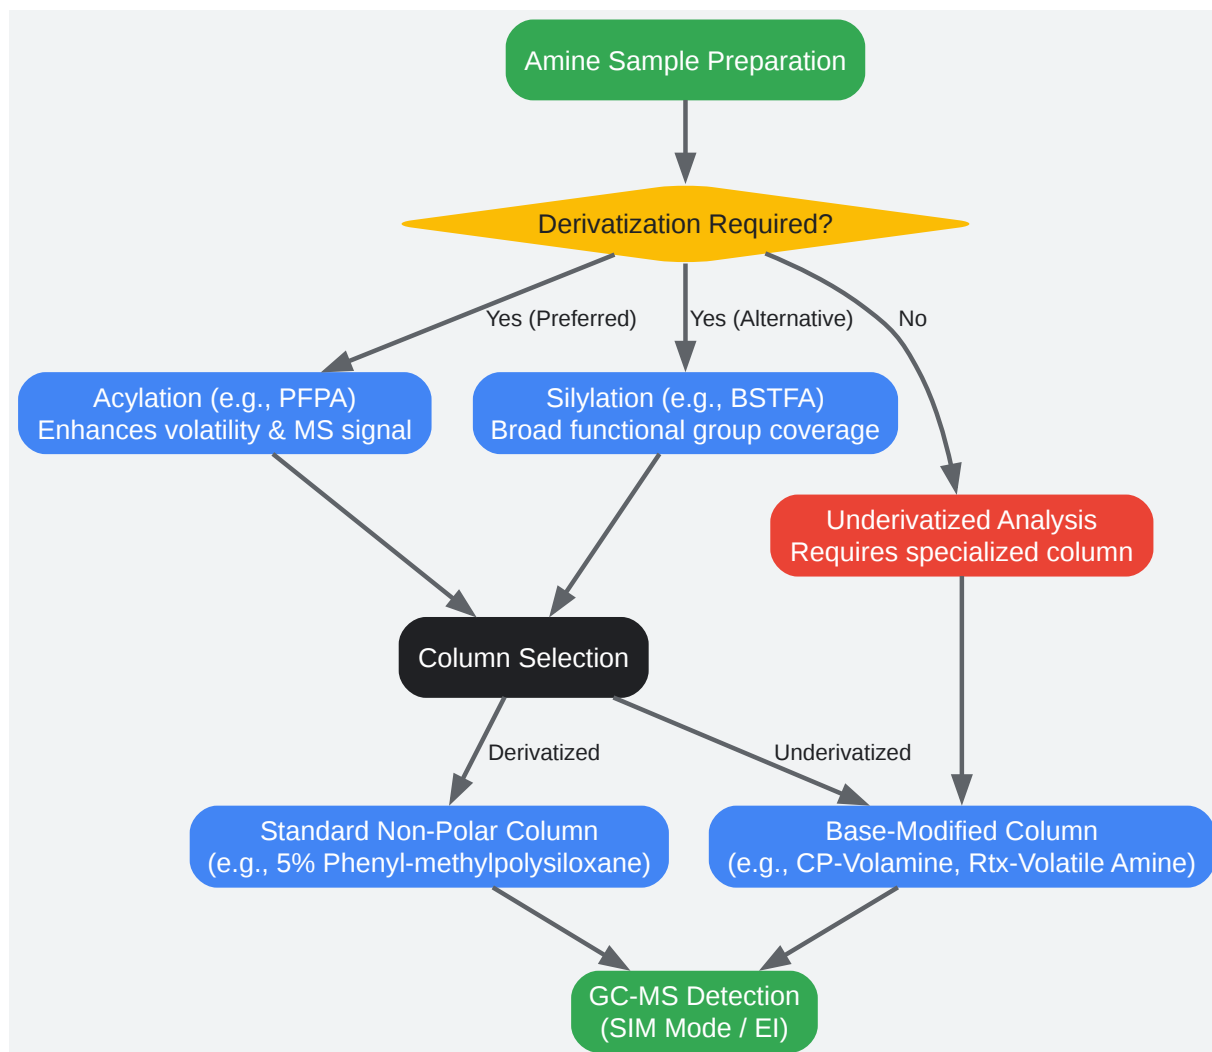 Amine Sample Preparation
Derivatization Required?
Yes (Preferred)
Yes (Alternative)
No
Acylation (e.g., PFPA)
Enhances volatility & MS signal
Silylation (e.g., BSTFA)
Broad functional group coverage
Underivatized Analysis
Requires specialized column
Column Selection
Derivatized
Underivatized
Standard Non-Polar Column
(e.g., 5% Phenyl-methylpolysiloxane)
Base-Modified Column
(e.g., CP-Volamine, Rtx-Volatile Amine)
GC-MS Detection
(SIM Mode / EI)